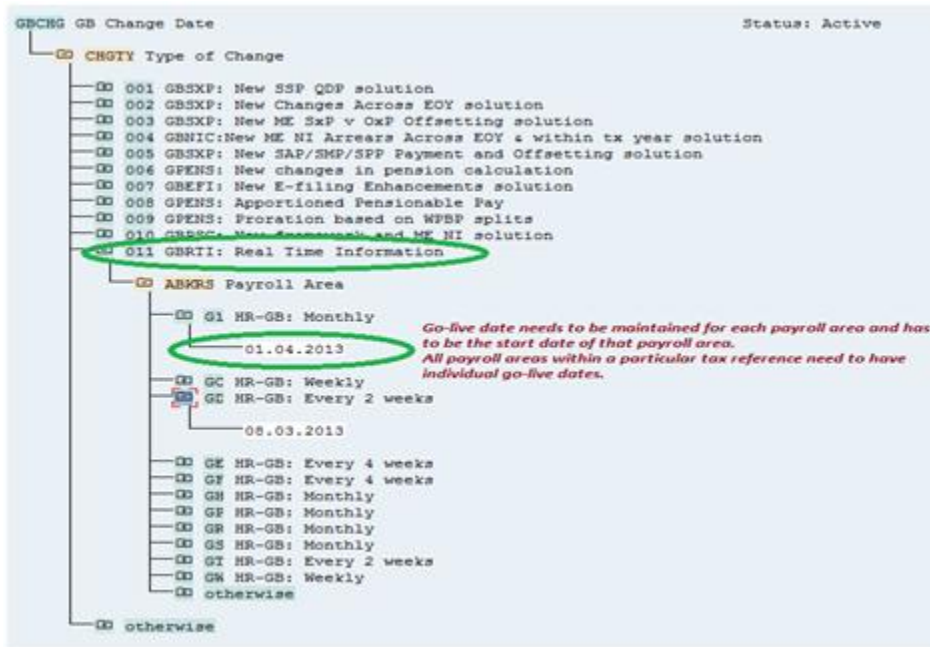 GBCHG GB Change Date Status: Active
CHGTY Type of Change
001 GBSXP: New SSP QDP solution
002 GBSXP: New Changes Across EOY solution
003 GBSXP: New ME SxP v OxP Offsetting solution
004 GBNIC:New ME NI Arrears Across EOY & within tx year solution
005 GBSXP: New SAP/SMP/SPP Payment and Offsetting solution
006 GPENS: New changes in pension calculation
007 GBEFI: New E-filing Enhancements solution
008 GPENS: Apportioned Pensionable Pay
009 GPENS: Proration based on WPBP splits
010 GBRSC: New framework and ME NI solution
011 GBRTI: Real Time Information
ABKRS Payroll Area
G1 HR-GB: Monthly
01.04.2013
Go-live date needs to be maintained for each payroll area and has
to be the start date of that payroll area.
All payroll areas within a particular tax reference need to have
individual go-live dates.
GC HR-GB: Weekly
HR-GB: Every 2 weeks
08.03.2013
GE HR-GB: Every 4 weeks
GF HR-GB: Every 4 weeks
GH HR-GB: Monthly
GP HR-GB: Monthly
GR HR-GB: Monthly
GS HR-GB: Monthly
GT HR-GB: Every 2 weeks
GW HR-GB: Weekly
otherwise
otherwise